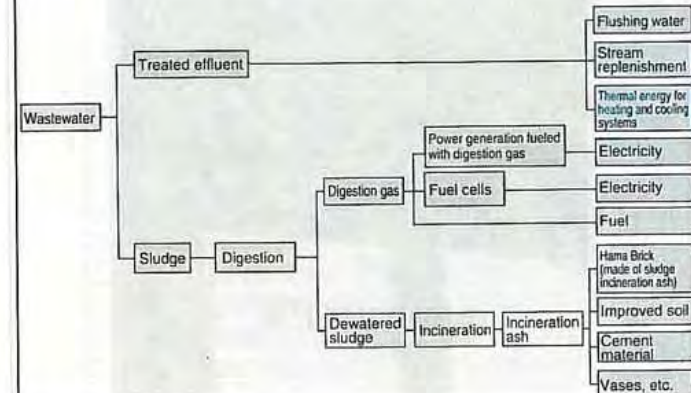 Wastewater
Treated effluent
Flushing water
Stream
replenishment
Thermal energy for
heating and cooling
systems
Sludge
Digestion
Digestion gas
Power generation fueled
with digestion gas
Electricity
Fuel cells
Electricity
Fuel
Dewatered
sludge
Incineration
Incineration
ash
Hama Brick
(made of sludge
incineration ash)
Improved soil
Cement
material
Vases, etc.